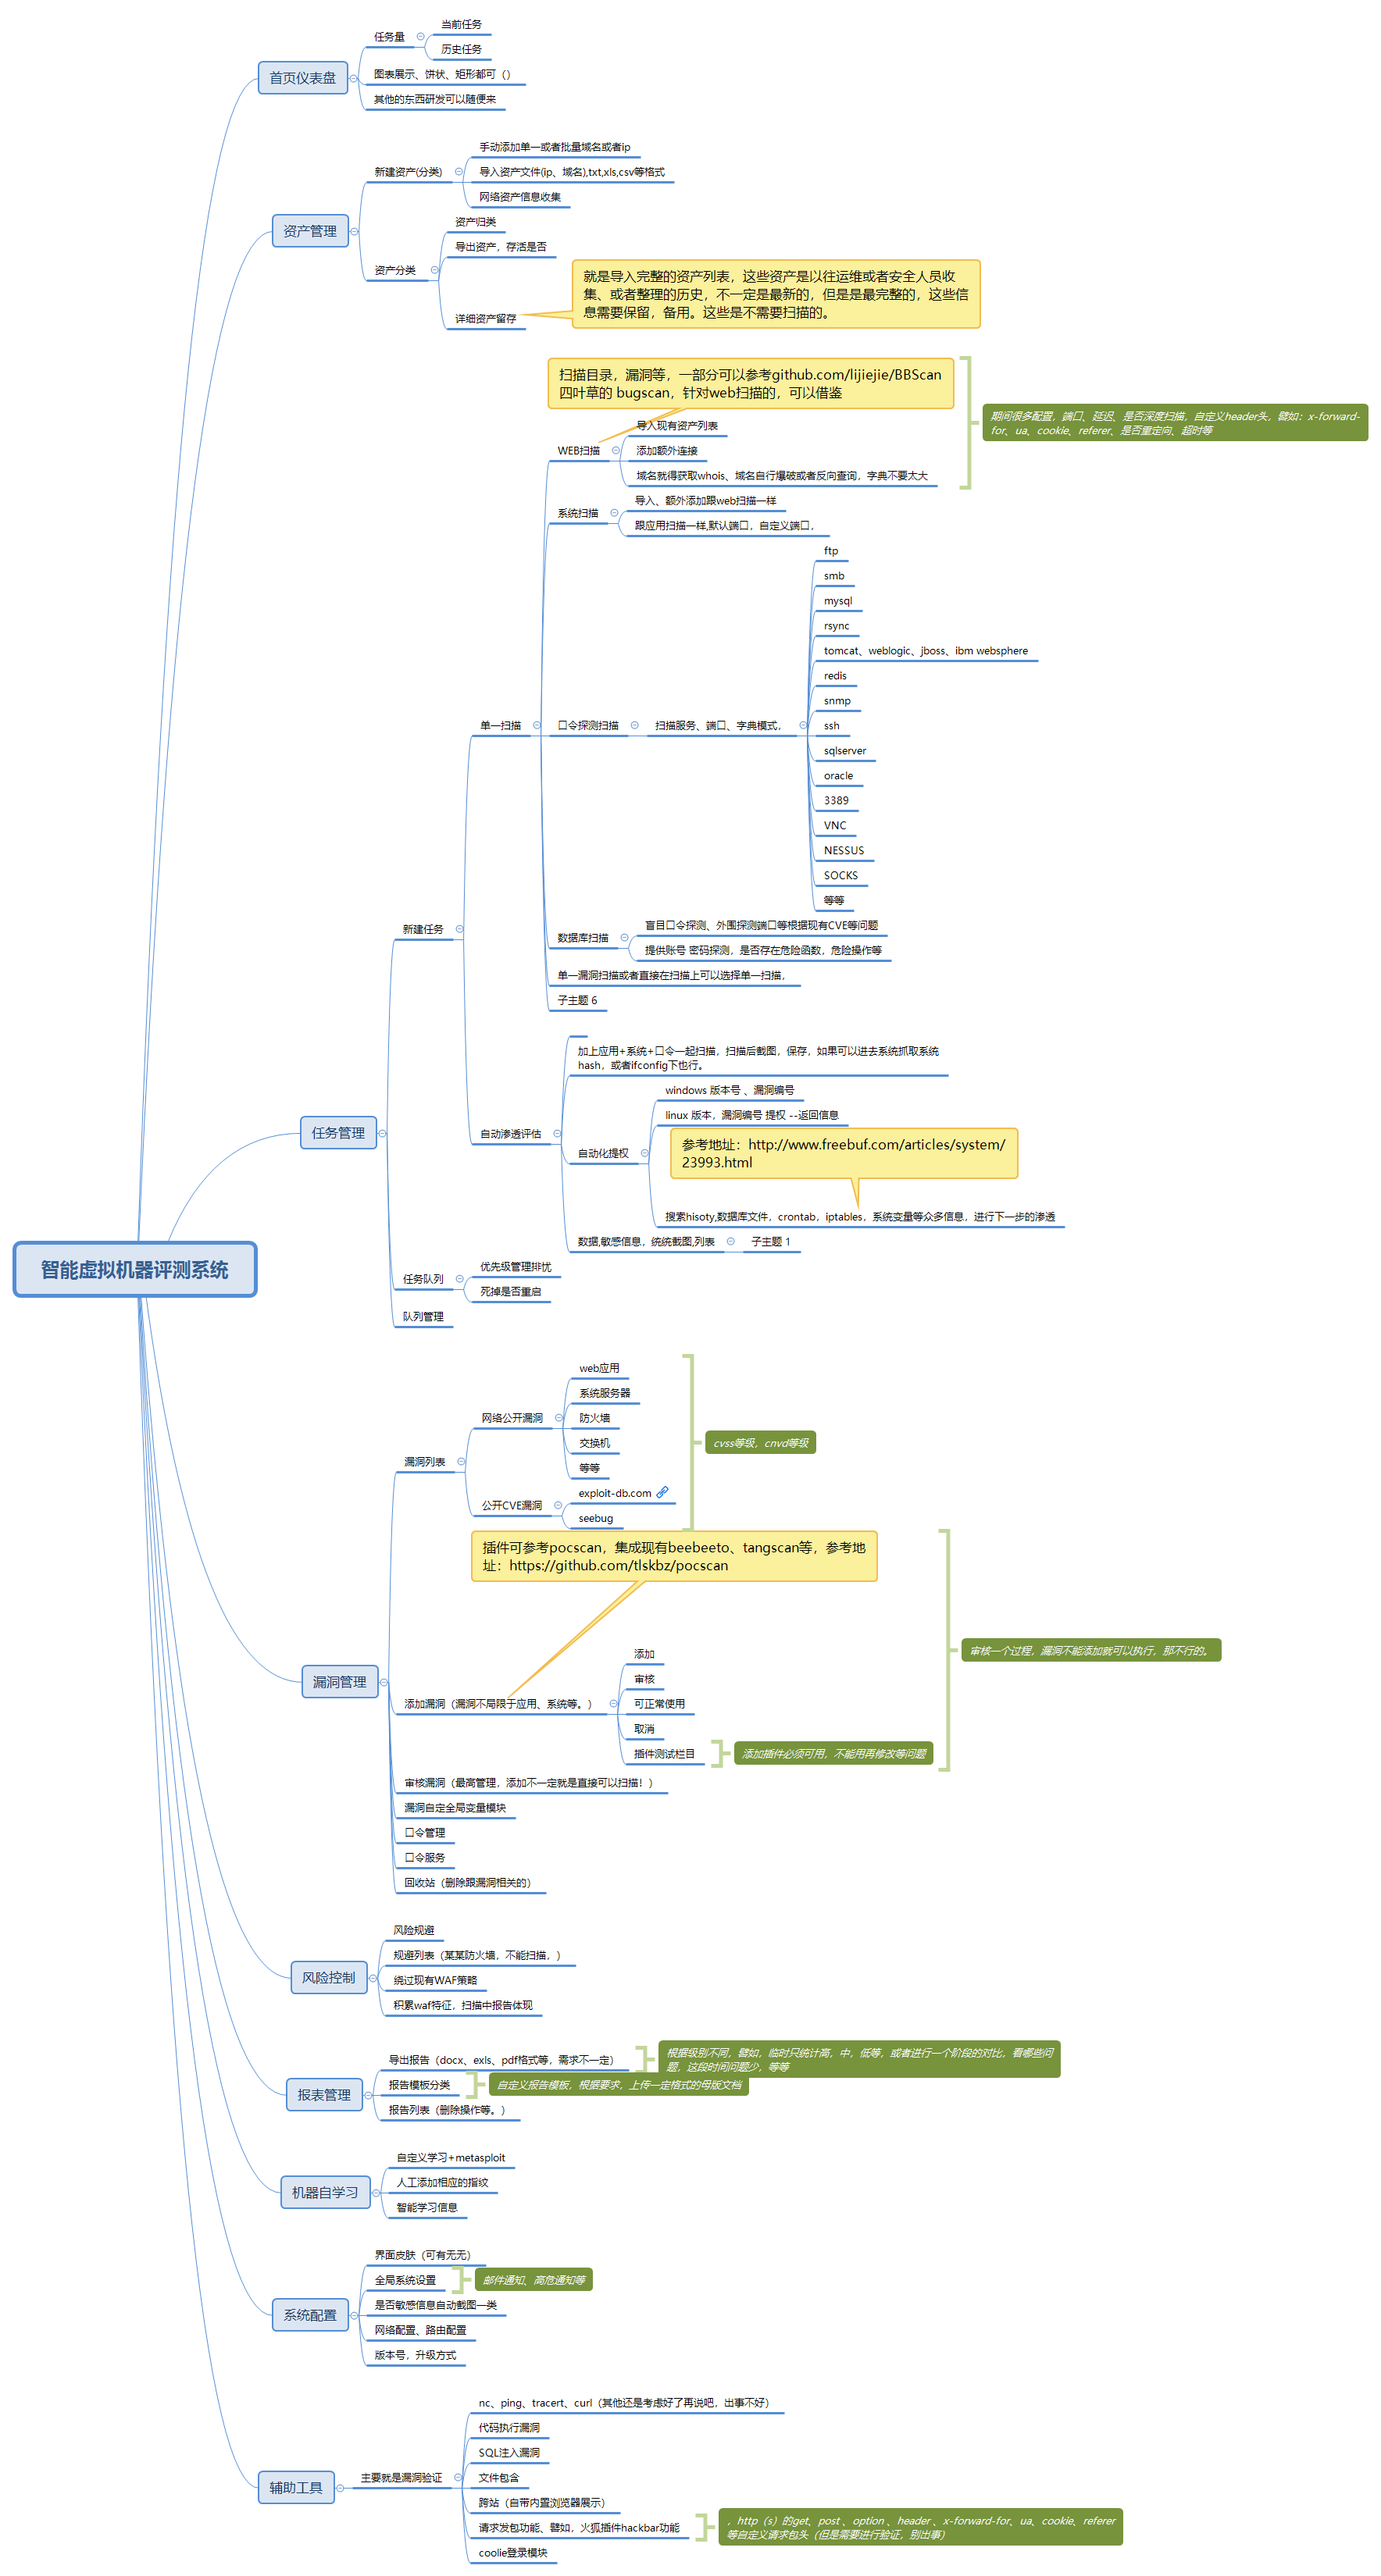 智能虚拟机器评测系统
首页仪表盘
任务量
当前任务
历史任务
图表展示、饼状、矩形都可（）
其他的东西研发可以随便来
资产管理
新建资产(分类)
手动添加单一或者批量域名或者ip
导入资产文件(ip、域名),txt,xls,csv等格式
网络资产信息收集
资产分类
资产归类
导出资产，存活是否
详细资产留存
就是导入完整的资产列表，这些资产是以往运维或者安全人员收
集、或者整理的历史，不一定是最新的，但是是最完整的，这些信
息需要保留，备用。这些是不需要扫描的。
任务管理
新建任务
单一扫描
扫描目录，漏洞等，一部分可以参考github.com/lijiejie/BBScan
四叶草的 bugscan，针对web扫描的，可以借鉴
WEB扫描
导入现有资产列表
添加额外连接
域名就得获取whois、域名自行爆破或者反向查询，字典不要太大
期间很多配置，端口、延迟、是否深度扫描，自定义header头，譬如：x-forward-
for、ua、cookie、referer、是否重定向、超时等
系统扫描
导入、额外添加跟web扫描一样
跟应用扫描一样,默认端口，自定义端口，
口令探测扫描
扫描服务、端口、字典模式，
ftp
smb
mysql
rsync
tomcat、weblogic、jboss、ibm websphere
redis
snmp
ssh
sqlserver
oracle
3389
VNC
NESSUS
SOCKS
等等
数据库扫描
盲目口令探测、外围探测端口等根据现有CVE等问题
提供账号 密码探测，是否存在危险函数，危险操作等
单一漏洞扫描或者直接在扫描上可以选择单一扫描，
子主题 6
自动渗透评估
加上应用+系统+口令一起扫描，扫描后截图，保存，如果可以进去系统抓取系统
hash，或者ifconfig下也行。
自动化提权
windows 版本号 、漏洞编号
linux 版本，漏洞编号 提权 --返回信息
参考地址：http://www.freebuf.com/articles/system/
23993.html
搜索hisoty,数据库文件，crontab，iptables，系统变量等众多信息，进行下一步的渗透
数据,敏感信息，统统截图,列表
子主题 1
任务队列
优先级管理排忧
死掉是否重启
队列管理
漏洞管理
漏洞列表
网络公开漏洞
web应用
系统服务器
防火墙
交换机
等等
公开CVE漏洞
exploit-db.com
seebug
cvss等级，cnvd等级
插件可参考pocscan，集成现有beebeeto、tangscan等，参考地
址：https://github.com/tlskbz/pocscan
添加漏洞（漏洞不局限于应用、系统等。）
添加
审核
可正常使用
取消
插件测试栏目
添加插件必须可用，不能用再修改等问题
审核一个过程，漏洞不能添加就可以执行，那不行的。
审核漏洞（最高管理，添加不一定就是直接可以扫描！）
漏洞自定全局变量模块
口令管理
口令服务
回收站（删除跟漏洞相关的）
风险控制
风险规避
规避列表（某某防火墙，不能扫描，）
绕过现有WAF策略
积累waf特征，扫描中报告体现
报表管理
导出报告（docx、exls、pdf格式等，需求不一定）
根据级别不同，譬如，临时只统计高，中，低等，或者进行一个阶段的对比，看哪些问
题，这段时间问题少，等等
报告模板分类
自定义报告模板，根据要求，上传一定格式的母版文档
报告列表（删除操作等。）
机器自学习
自定义学习+metasploit
人工添加相应的指纹
智能学习信息
系统配置
界面皮肤（可有无无）
全局系统设置
邮件通知、高危通知等
是否敏感信息自动截图一类
网络配置、路由配置
版本号，升级方式
辅助工具
主要就是漏洞验证
nc、ping、tracert、curl（其他还是考虑好了再说吧，出事不好）
代码执行漏洞
SQL注入漏洞
文件包含
跨站（自带内置浏览器展示）
请求发包功能、譬如，火狐插件hackbar功能
，http（s）的get、post 、option 、header 、x-forward-for、ua、cookie、referer
等自定义请求包头（但是需要进行验证，别出事）
coolie登录模块